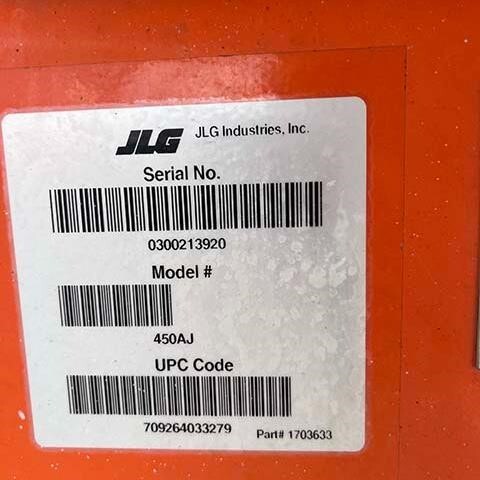 JLG JLG Industries, Inc.
Serial No.
0300213920
Model #
450AJ
UPC Code
709264033279 Part# 1703633